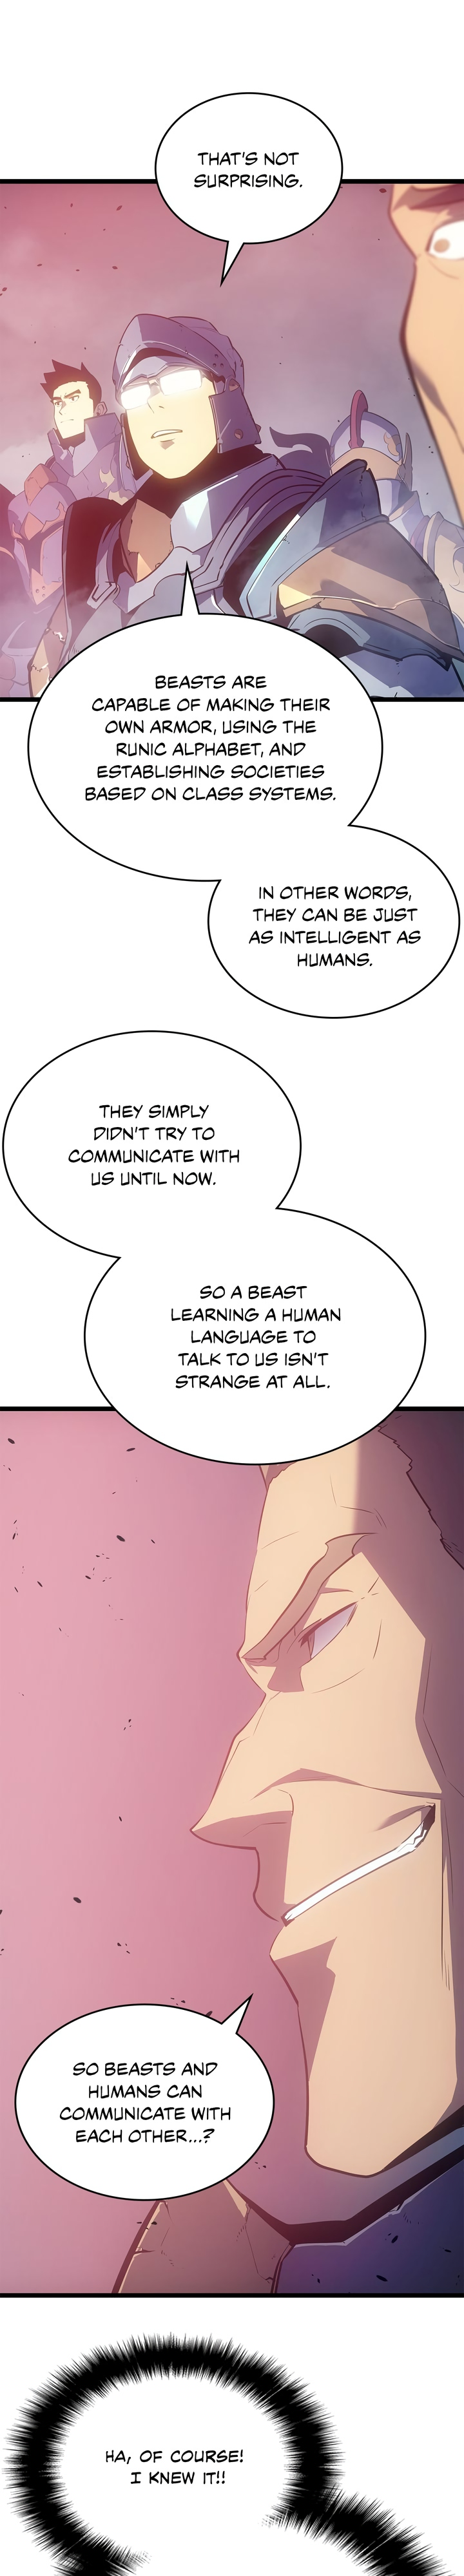 THAT'S NOT
SURPRISING.
BEASTS ARE
CAPABLE OF MAKING THEIR
OWN ARMOR, USING THE
RUNIC ALPHABET, AND
ESTABLISHING SOCIETIES
BASED ON CLASS SYSTEMS.
IN OTHER WORDS,
THEY CAN BE JUST
AS INTELLIGENT AS
HUMANS.
THEY SIMPLY
DIDN'T TRY TO
COMMUNICATE WITH
US UNTIL NOW.
SO A BEAST
LEARNING A HUMAN
LANGUAGE TO
TALK TO US ISN'T
STRANGE AT ALL.
SO BEASTS AND
HUMANS CAN
COMMUNICATE WITH
EACH OTHER...?
HA, OF COURSE!
I KNEW IT!!